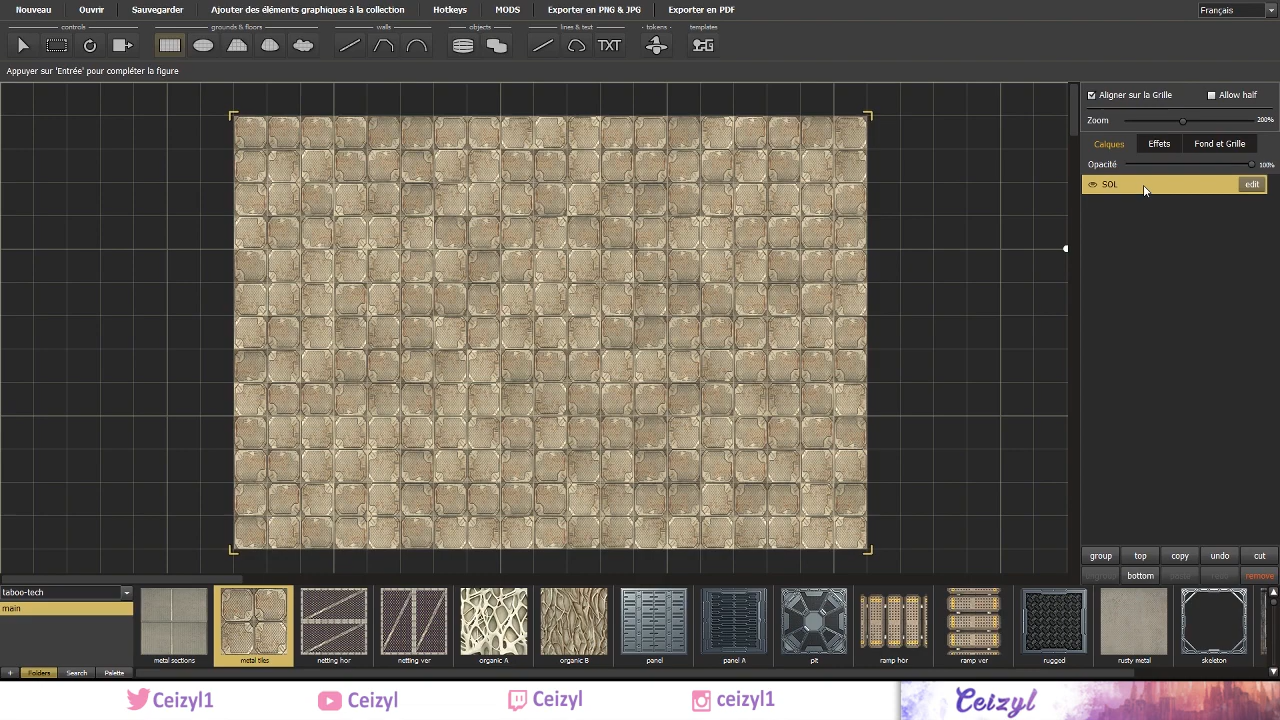 Nouveau Ouvrir Sauvegarder Ajouter des éléments graphiques à la collection Hotkeys MODS Exporter en PNG & JPG Exporter en PDF Français
controls grounds & floors walls objects lines & text tokens templates
TXT
Appuyer sur 'Entrée' pour compléter la figure
Aligner sur la Grille Allow half
Zoom 200%
Calques Effets Fond et Grille
Opacité 100%
SOL edit
group top copy undo cut
bottom remove
taboo-tech
main
metal sections metal tiles netting hor netting ver organic A organic B panel panel A pit ramp hor ramp ver rugged rusty metal skeleton
+ Folders Search Palette
Ceizyl1 Ceizyl Ceizyl ceizyl1 Ceizyl